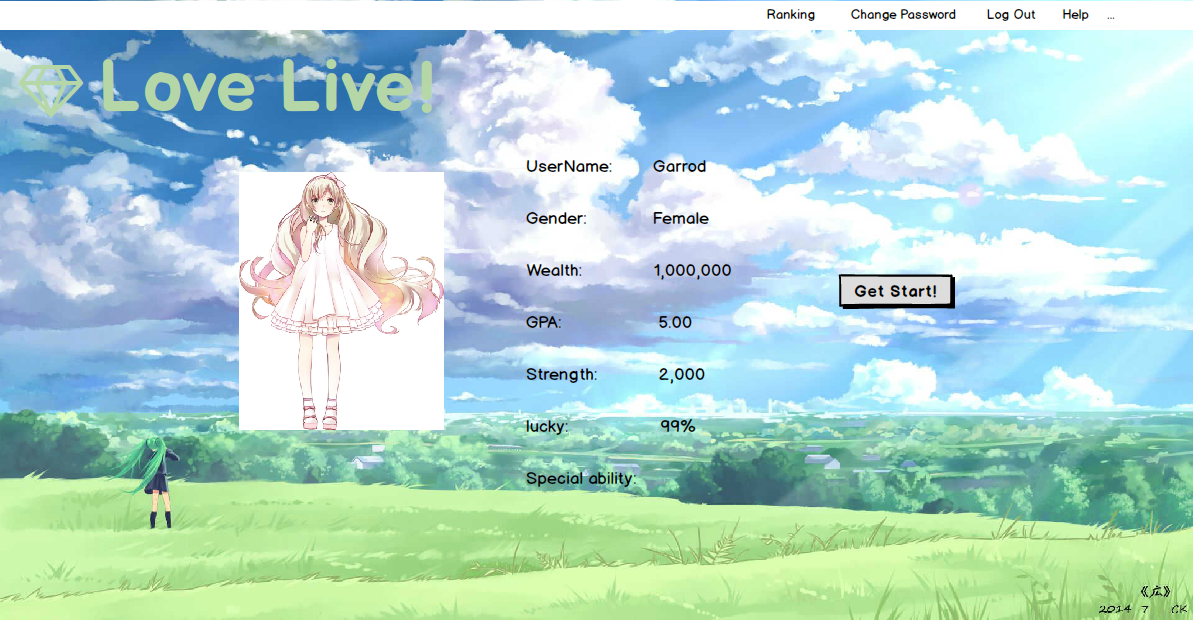 Ranking Change Password Log Out Help ...
Love Live!
UserName: Garrod
Gender: Female
Wealth: 1,000,000
Get Start!
GPA: 5.00
Strength: 2,000
lucky: 99%
Special ability:
《広》
2014 7 CK